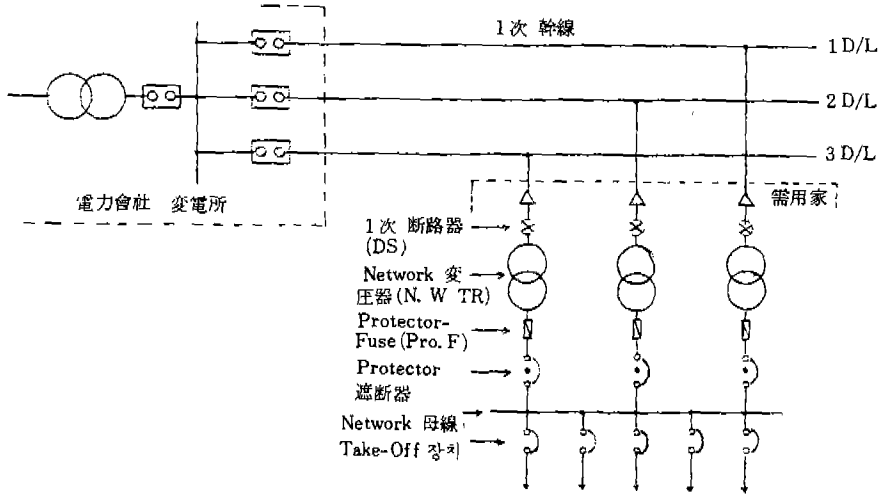 1次 幹線
1 D/L
2 D/L
3 D/L
電力會社 変電所
需用家
1次 断路器
(DS)
Network 変
圧器(N. W TR)
Protector-
Fuse(Pro. F)
Protector
遮断器
Network 母線
Take-Off 장치